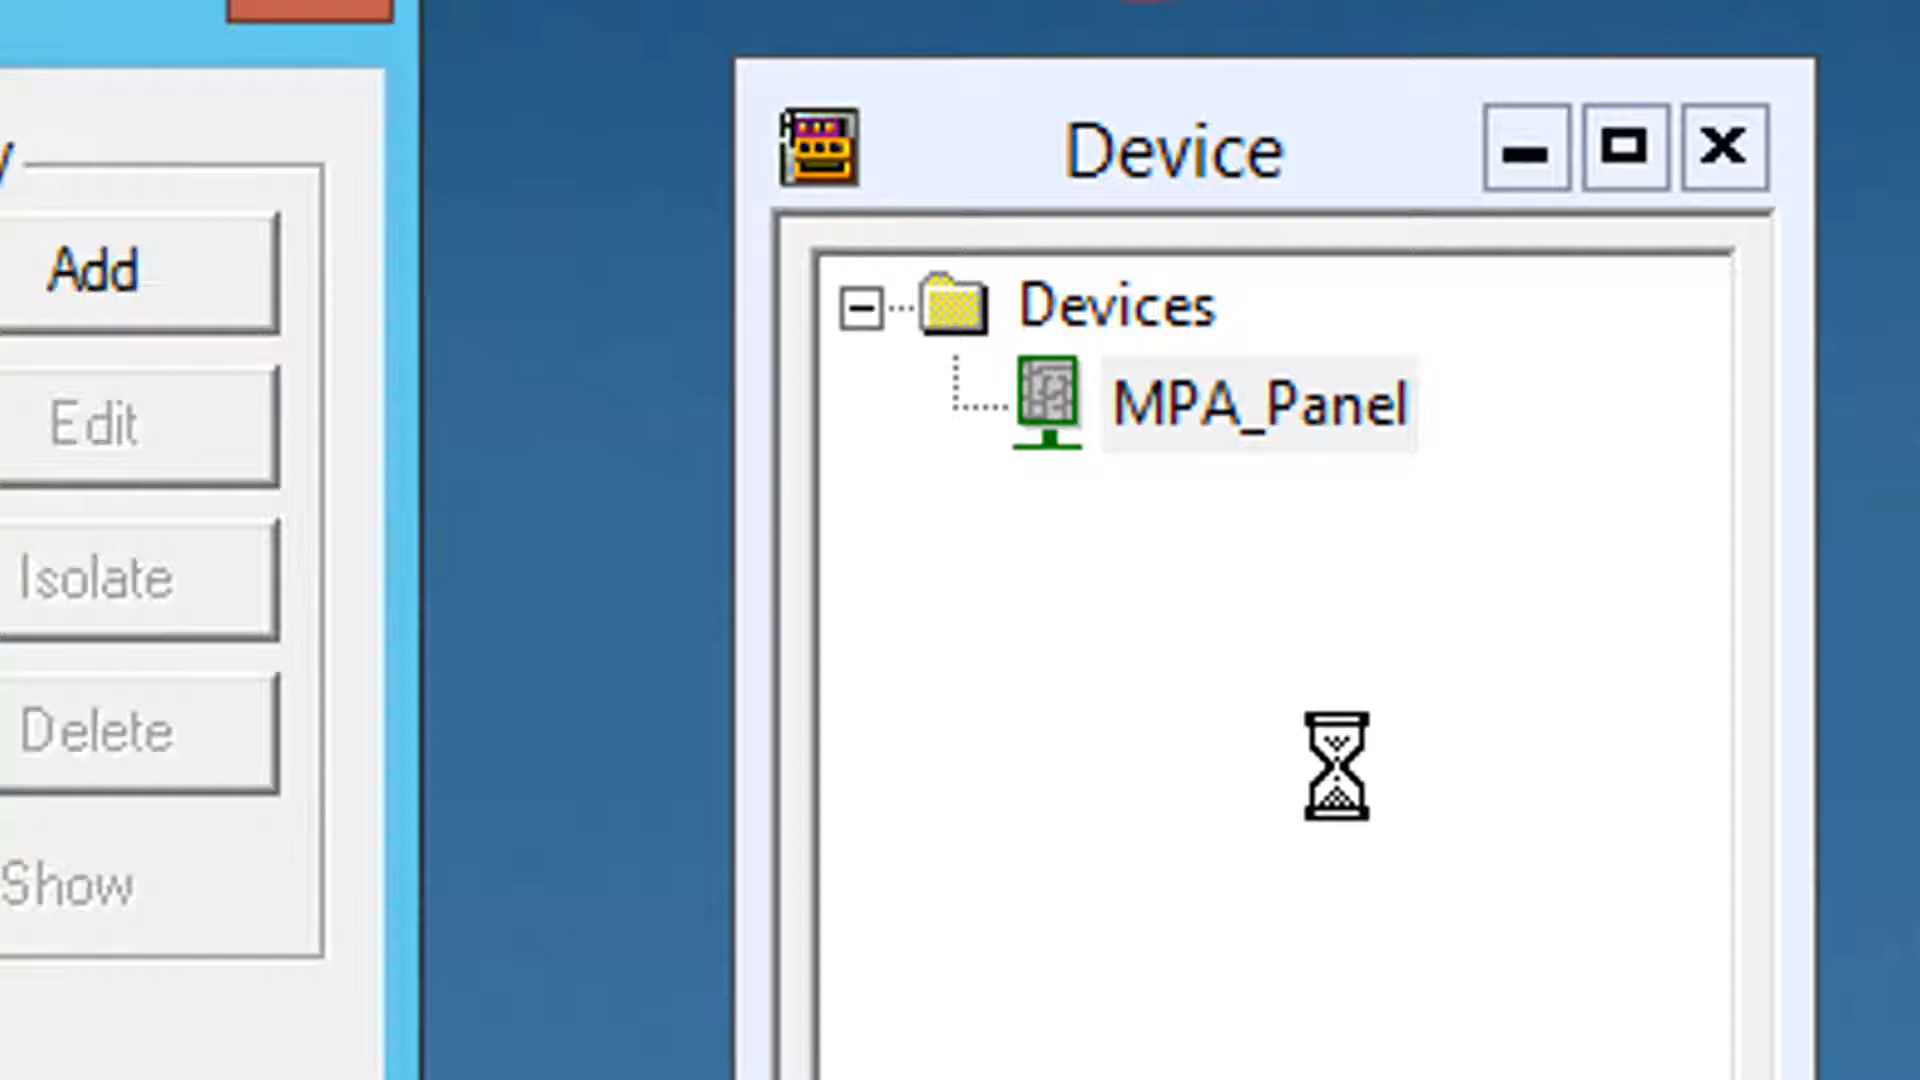 Add
Edit
Isolate
Delete
Show
Device
Devices
MPA_Panel